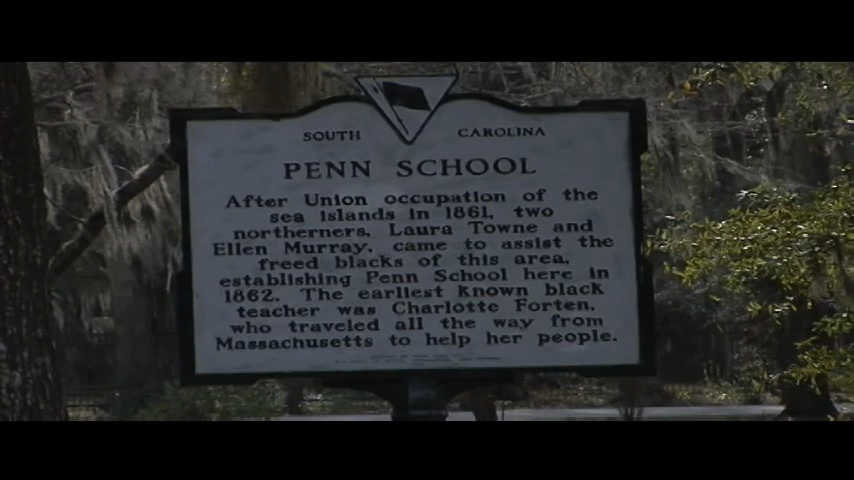 SOUTH CAROLINA
PENN SCHOOL
After Union occupation of the
sea islands in 1861, two
northerners, Laura Towne and
Ellen Murray, came to assist the
freed blacks of this area,
establishing Penn School here in
1862. The earliest known black
teacher was Charlotte Forten,
who traveled all the way from
Massachusetts to help her people.